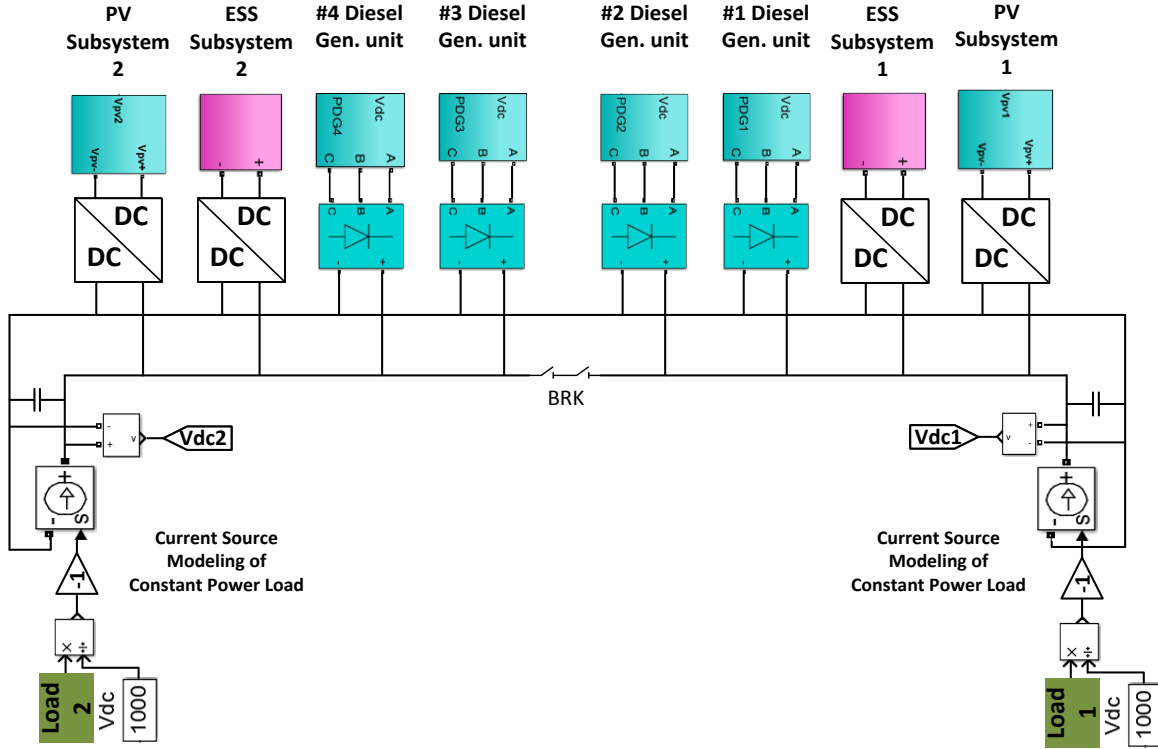 PV
Subsystem
2
ESS
Subsystem
2
#4 Diesel
Gen. unit
#3 Diesel
Gen. unit
#2 Diesel
Gen. unit
#1 Diesel
Gen. unit
ESS
Subsystem
1
PV
Subsystem
1
Vpv2
Vpv-
Vpv+
-
+
Vdc
PDG4
C
B
A
Vdc
PDG3
C
B
A
Vdc
PDG2
C
B
A
Vdc
PDG1
C
B
A
-
+
Vpv1
Vpv-
Vpv+
DC
DC
DC
DC
C
B
A
-
+
C
B
A
-
+
C
B
A
-
+
C
B
A
-
+
DC
DC
DC
DC
BRK
-
+
v
Vdc2
Vdc1
v
+
-
+
-
S
+
-
S
Current Source
Modeling of
Constant Power Load
Current Source
Modeling of
Constant Power Load
-1
-1
×
÷
×
÷
Load
2
Vdc
1000
Load
1
Vdc
1000